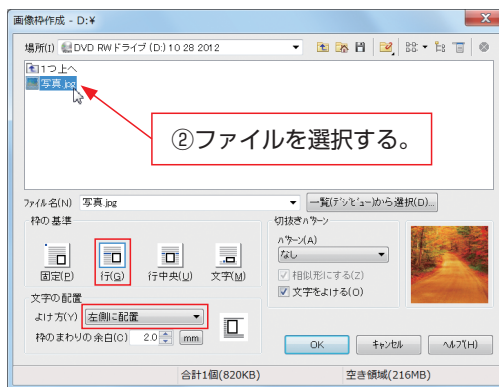 画像枠作成 - D:¥
場所(I) DVD RWドライブ (D:) 10 28 2012
1つ上へ
写真.jpg
②ファイルを選択する。
ファイル名(N) 写真.jpg 一覧(デジビュー)から選択(D)...
枠の基準
固定(P) 行(G) 行中央(U) 文字(M)
切抜きパターン
パターン(A)
なし
相似形にする(Z)
文字をよける(O)
文字の配置
よけ方(Y) 左側に配置
枠のまわりの余白(C) 2.0 mm
OK キャンセル ヘルプ(H)
合計1個(820KB) 空き領域(216MB)